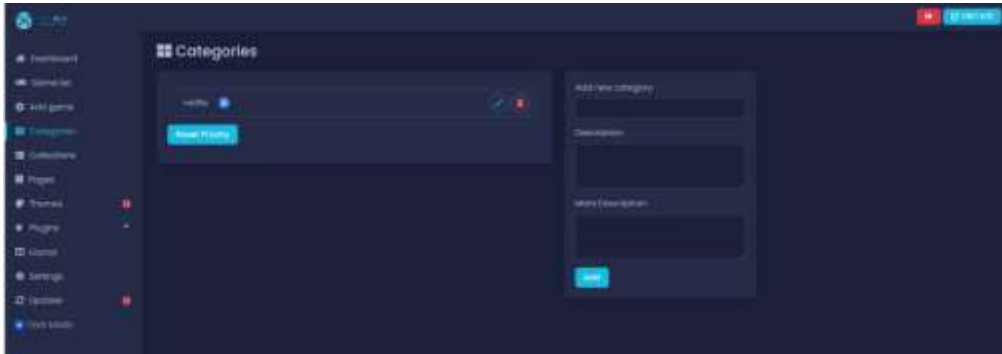 Categories
Dashboard
Game list
Add game
Categories
Collections
Pages
Themes
Plugins
Layout
Settings
Updater
Dark Mode
Reset Priority
Add new category
Description
Meta Description
Add